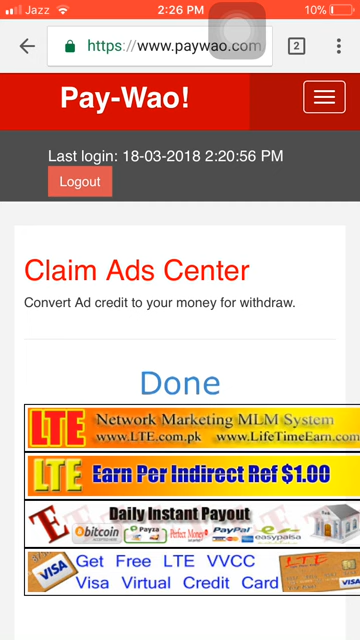 Jazz 2:26 PM 10%
https://www.paywao.com 2
Pay-Wao!
Last login: 18-03-2018 2:20:56 PM
Logout
Claim Ads Center
Convert Ad credit to your money for withdraw.
Done
LTE Network Marketing MLM System
www.LTE.com.pk www.LifeTimeEarn.com
LTE Earn Per Indirect Ref $1.00
Daily Instant Payout
bitcoin Payza Perfect Money PayPal easypaisa
VISA Get Free LTE VVCC LTE
Visa Virtual Credit Card VISA